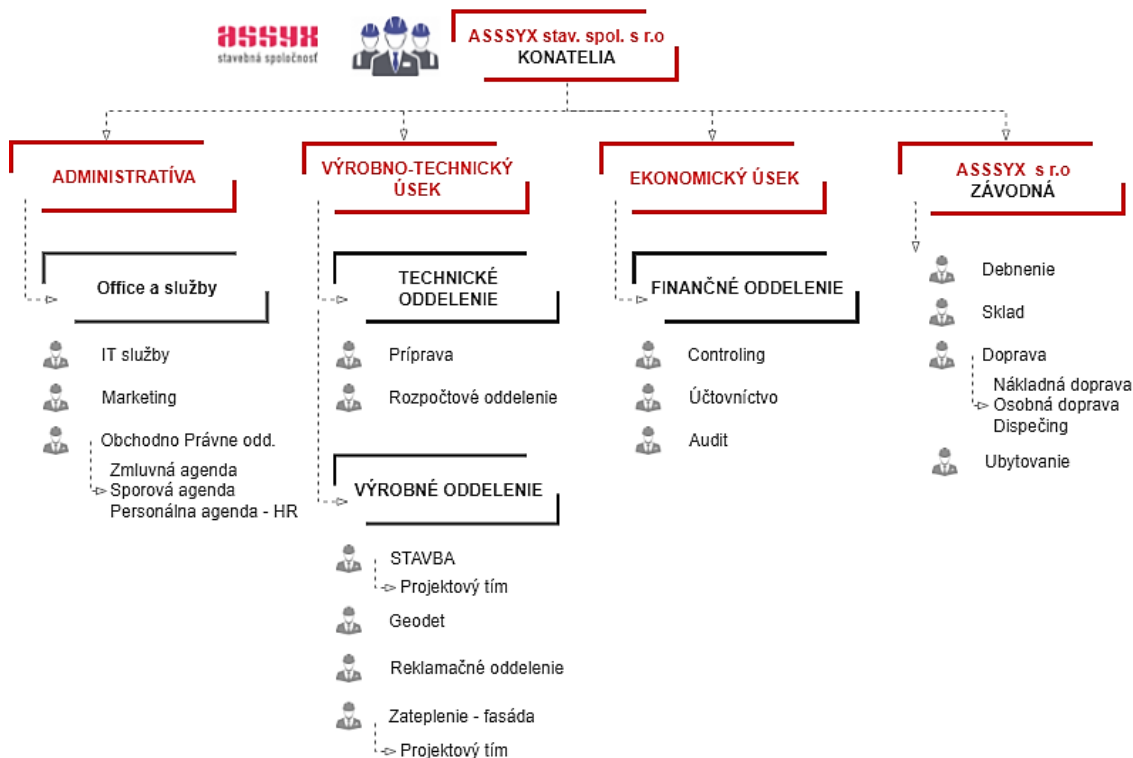 assyx
stavebná spoločnosť
ASSSYX stav. spol. s r.o
KONATELIA
ADMINISTRATÍVA
Office a služby
IT služby
Marketing
Obchodno Právne odd.
Zmluvná agenda
Sporová agenda
Personálna agenda - HR
VÝROBNO-TECHNICKÝ
ÚSEK
TECHNICKÉ
ODDELENIE
Príprava
Rozpočtové oddelenie
VÝROBNÉ ODDELENIE
STAVBA
Projektový tím
Geodet
Reklamačné oddelenie
Zateplenie - fasáda
Projektový tím
EKONOMICKÝ ÚSEK
FINANČNÉ ODDELENIE
Controling
Účtovníctvo
Audit
ASSSYX s r.o
ZÁVODNÁ
Debnenie
Sklad
Doprava
Nákladná doprava
Osobná doprava
Dispečing
Ubytovanie